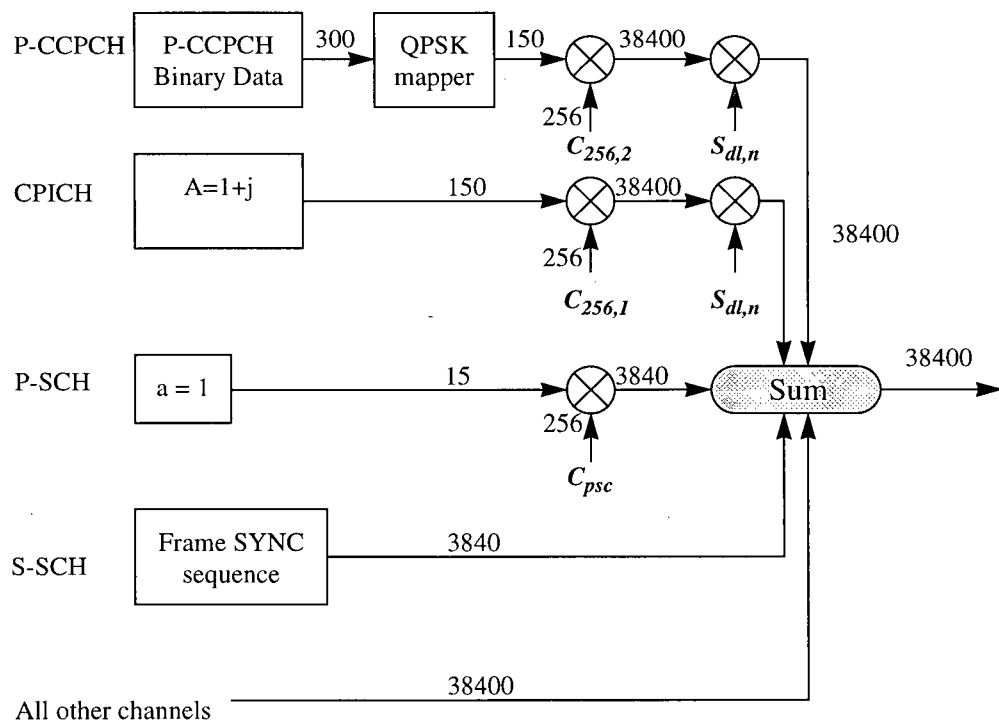 P-CCPCH
P-CCPCH
Binary Data
300
QPSK
mapper
150
38400
256
C256,2
Sdl,n
CPICH
A=1+j
150
38400
256
C256,1
Sdl,n
38400
P-SCH
a = 1
15
3840
256
Cpsc
Sum
38400
S-SCH
Frame SYNC
sequence
3840
All other channels
38400